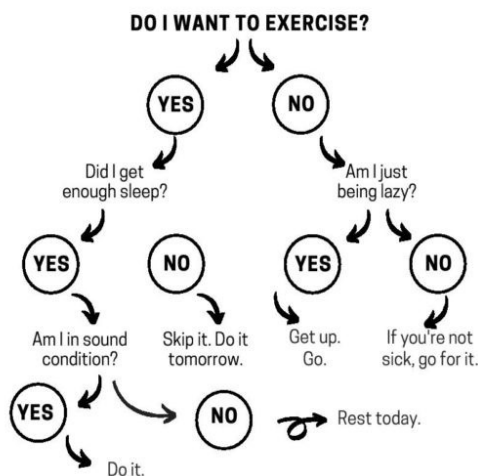 DO I WANT TO EXERCISE?
YES
NO
Did I get
enough sleep?
Am I just
being lazy?
YES
NO
YES
NO
Am I in sound
condition?
Skip it. Do it
tomorrow.
Get up.
Go.
If you're not
sick, go for it.
YES
NO
Rest today.
Do it.